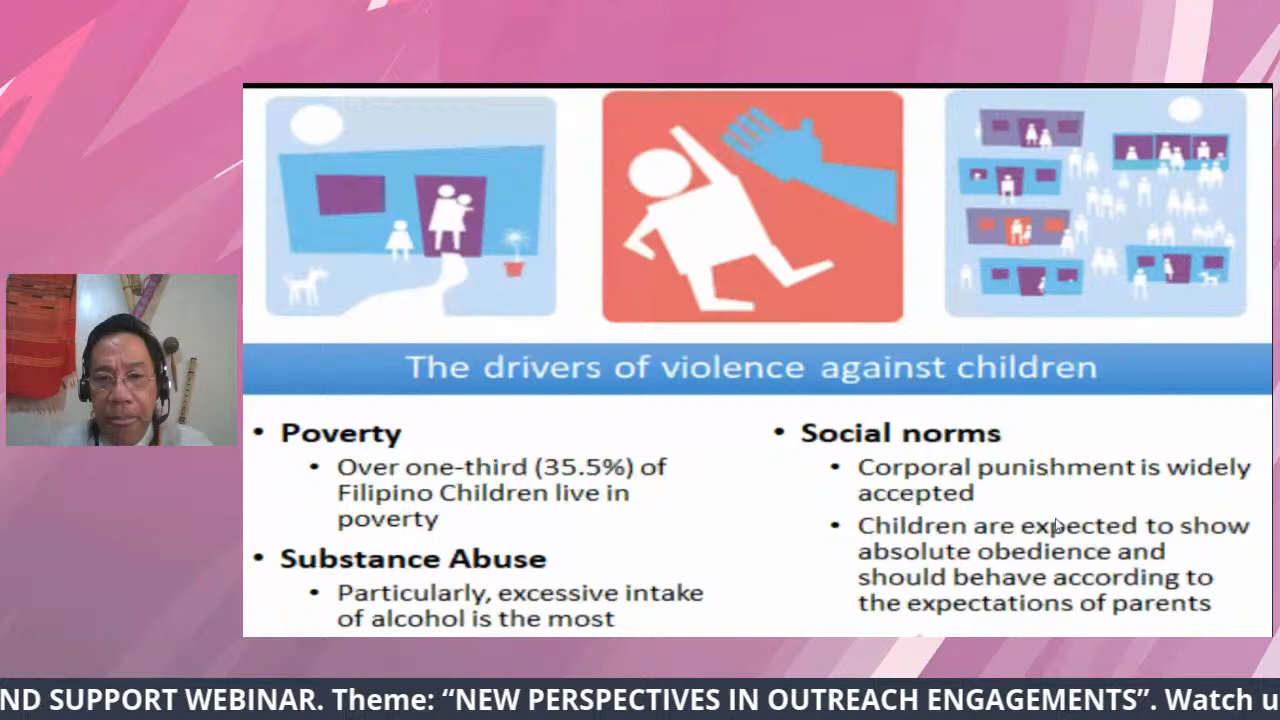 The drivers of violence against children
• Poverty
• Over one-third (35.5%) of
Filipino Children live in
poverty
• Substance Abuse
• Particularly, excessive intake
of alcohol is the most
• Social norms
• Corporal punishment is widely
accepted
• Children are expected to show
absolute obedience and
should behave according to
the expectations of parents
ND SUPPORT WEBINAR. Theme: “NEW PERSPECTIVES IN OUTREACH ENGAGEMENTS”. Watch u